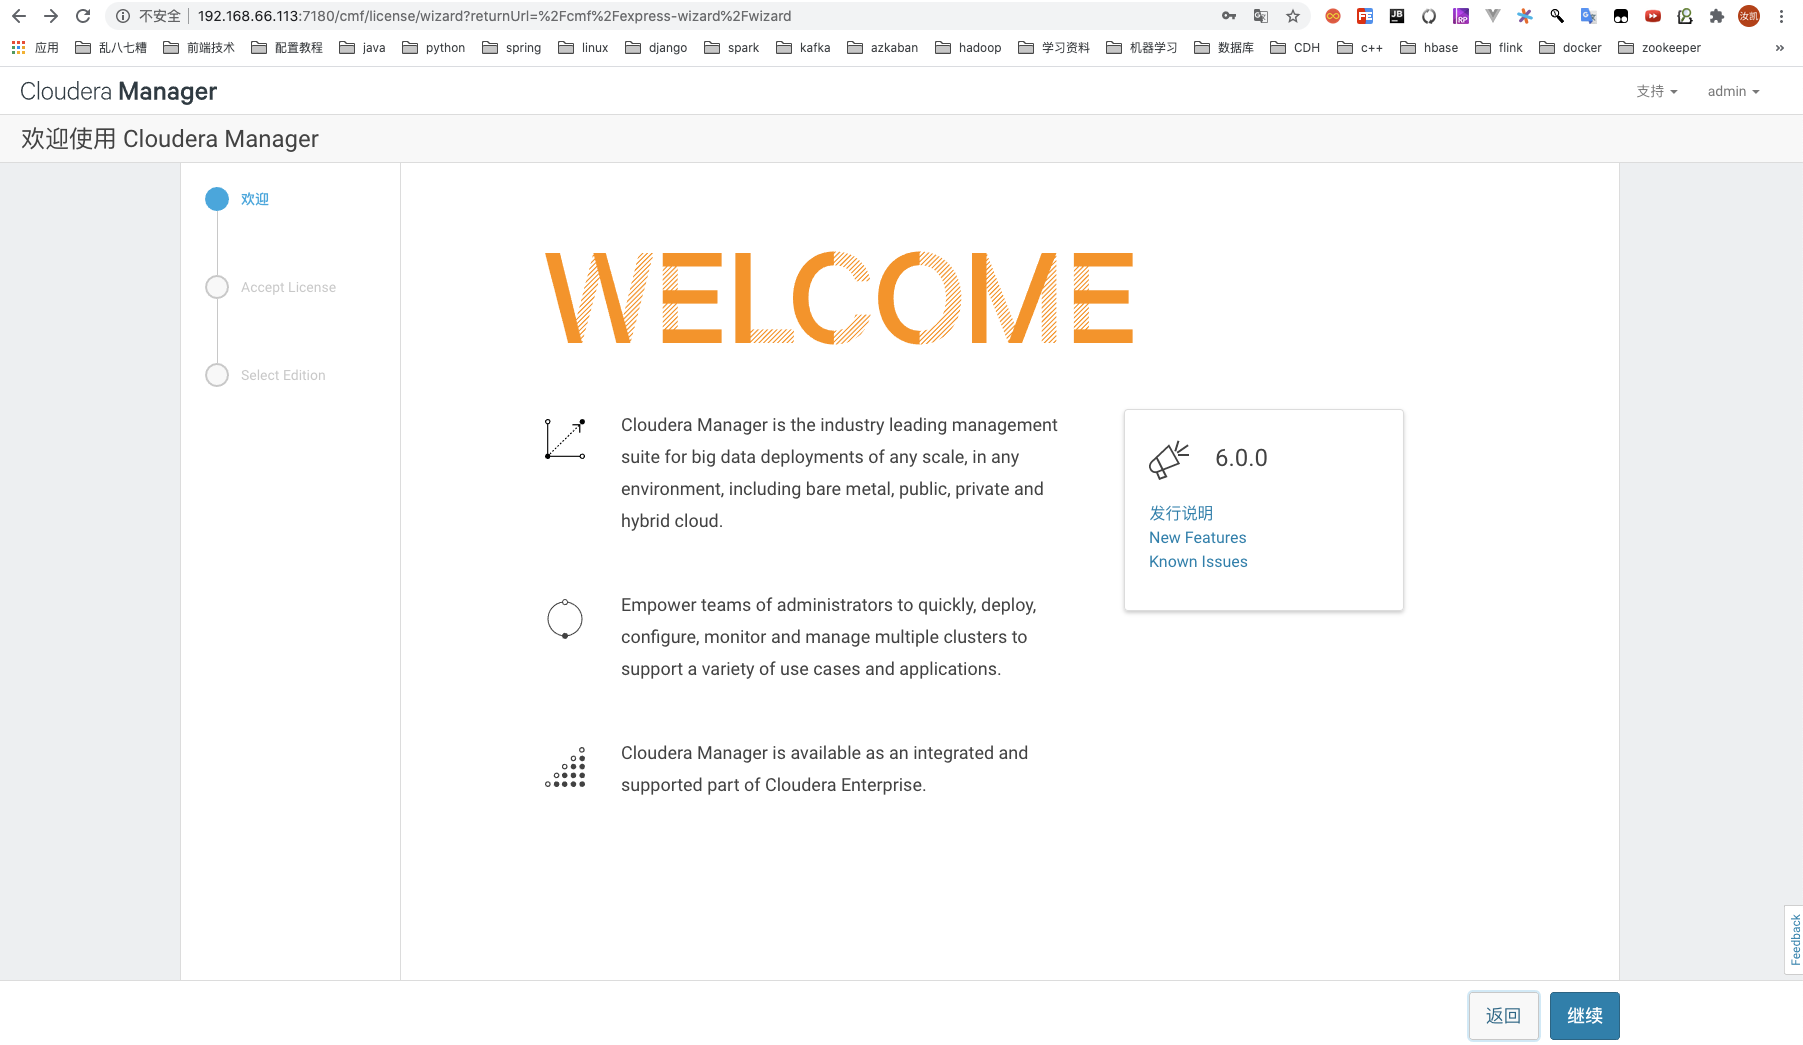 不安全 192.168.66.113:7180/cmf/license/wizard?returnUrl=%2Fcmf%2Fexpress-wizard%2Fwizard
FE JB RP G 汝凯
应用 乱八七糟 前端技术 配置教程 java python spring linux django spark kafka azkaban hadoop 学习资料 机器学习 数据库 CDH c++ hbase flink docker zookeeper »
Cloudera Manager 支持 admin
欢迎使用 Cloudera Manager
欢迎
Accept License
Select Edition
WELCOME
Cloudera Manager is the industry leading management
suite for big data deployments of any scale, in any
environment, including bare metal, public, private and
hybrid cloud.
6.0.0
发行说明
New Features
Known Issues
Empower teams of administrators to quickly, deploy,
configure, monitor and manage multiple clusters to
support a variety of use cases and applications.
Cloudera Manager is available as an integrated and
supported part of Cloudera Enterprise.
Feedback
返回 继续